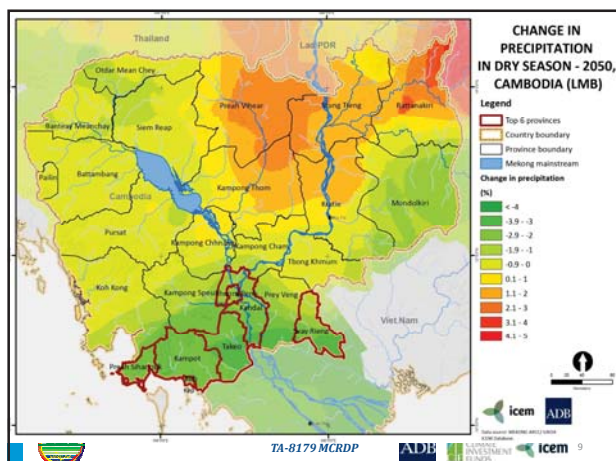 CHANGE IN
PRECIPITATION
IN DRY SEASON - 2050,
CAMBODIA (LMB)
Legend
Top 6 provinces
Country boundary
Province boundary
Mekong mainstream
Change in precipitation
(%)
< -4
-3.9 - -3
-2.9 - -2
-1.9 - -1
-0.9 - 0
0.1 - 1
1.1 - 2
2.1 - 3
3.1 - 4
4.1 - 5
Thailand
Lao PDR
Otdar Mean Chey
Preah Vihear
Stung Treng
Rattanakiri
Banteay Meanchey
Siem Reap
Pailin
Battambang
Cambodia
Kampong Thom
Kratie
Mondolkiri
Pursat
Kampong Chhnang
Kampong Cham
Tbong Khmum
Koh Kong
Kampong Speu
Kandal
Prey Veng
Viet Nam
Svay Rieng
Takeo
Kampot
Preah Sihanouk
icem
ADB
TA-8179 MCRDP
ADB
CLIMATE
INVESTMENT
FUNDS
icem
9